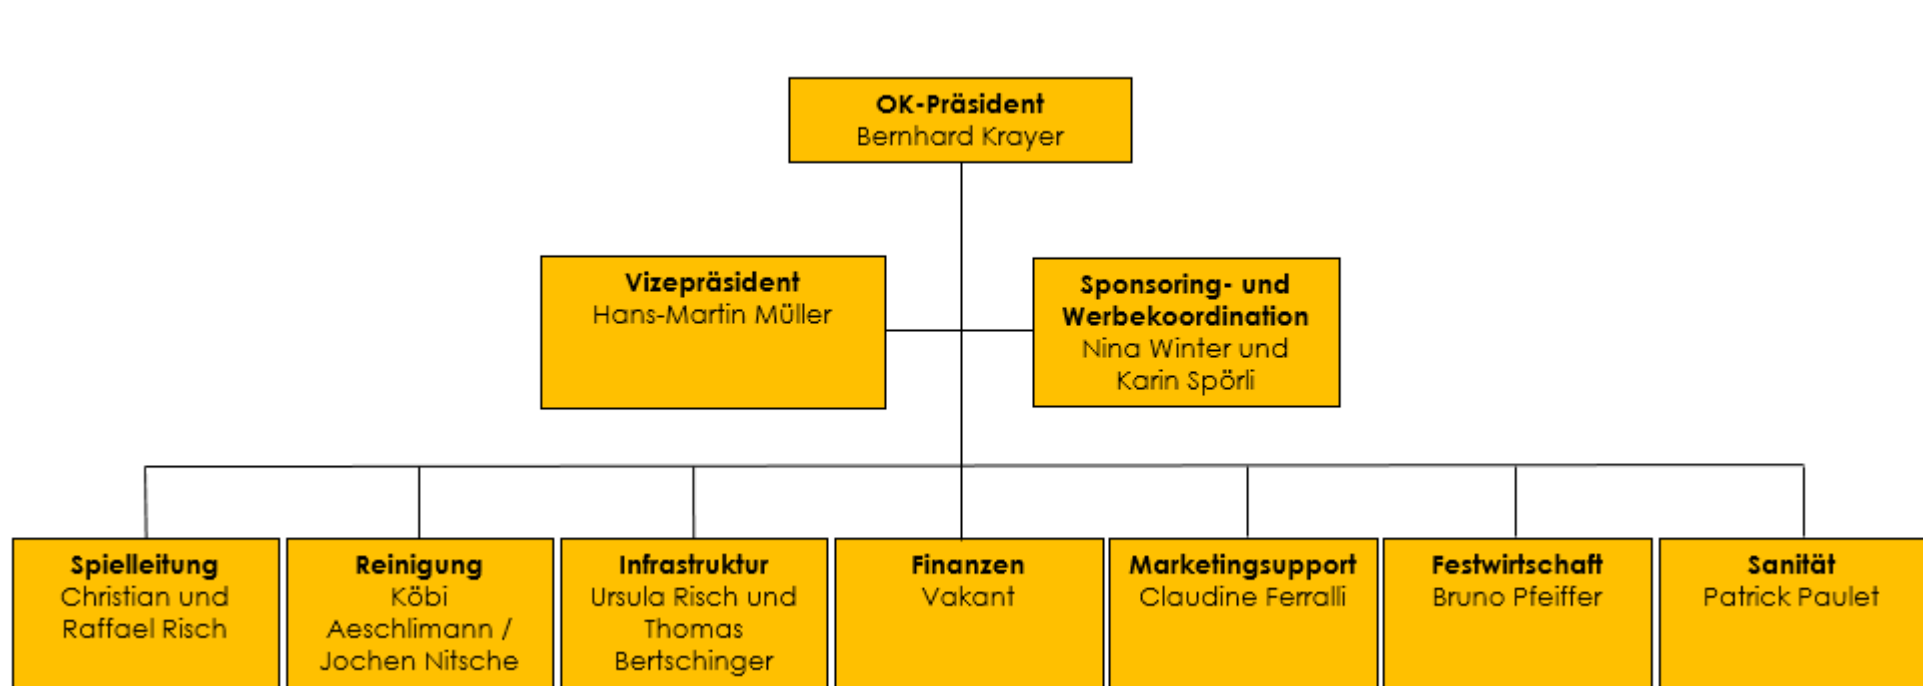 OK-Präsident
Bernhard Krayer
Vizepräsident
Hans-Martin Müller
Sponsoring- und
Werbekoordination
Nina Winter und
Karin Spörli
Spielleitung
Christian und
Raffael Risch
Reinigung
Köbi
Aeschlimann /
Jochen Nitsche
Infrastruktur
Ursula Risch und
Thomas
Bertschinger
Finanzen
Vakant
Marketingsupport
Claudine Ferralli
Festwirtschaft
Bruno Pfeiffer
Sanität
Patrick Paulet